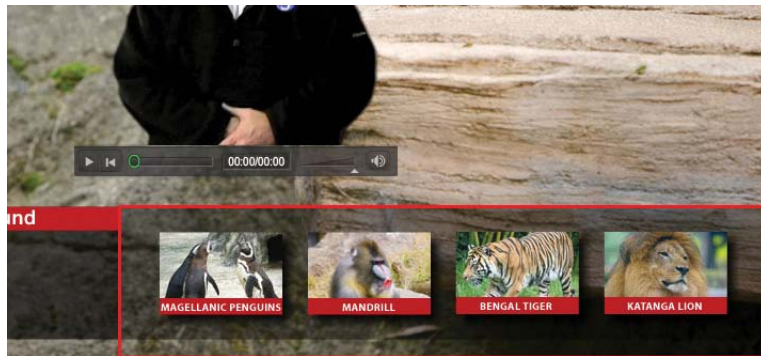 00:00/00:00
und
MAGELLANIC PENGUINS
MANDRILL
BENGAL TIGER
KATANGA LION